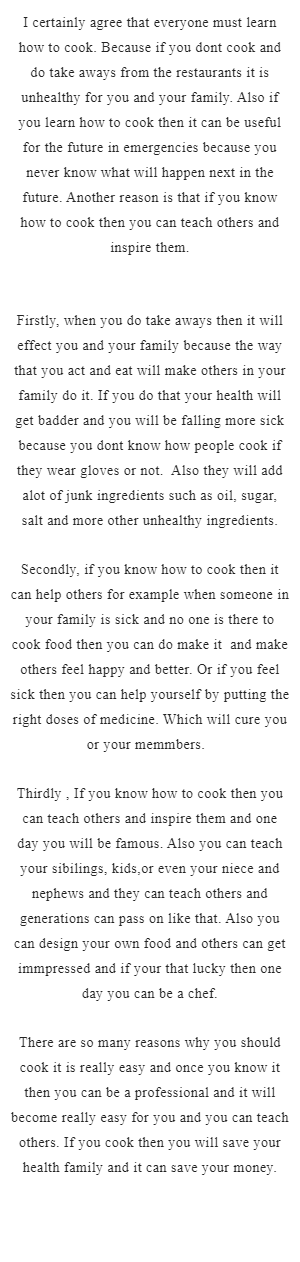 I certainly agree that everyone must learn
how to cook. Because if you dont cook and
do take aways from the restaurants it is
unhealthy for you and your family. Also if
you learn how to cook then it can be useful
for the future in emergencies because you
never know what will happen next in the
future. Another reason is that if you know
how to cook then you can teach others and
inspire them.
Firstly, when you do take aways then it will
effect you and your family because the way
that you act and eat will make others in your
family do it. If you do that your health will
get badder and you will be falling more sick
because you dont know how people cook if
they wear gloves or not.  Also they will add
alot of junk ingredients such as oil, sugar,
salt and more other unhealthy ingredients.
Secondly, if you know how to cook then it
can help others for example when someone in
your family is sick and no one is there to
cook food then you can do make it  and make
others feel happy and better. Or if you feel
sick then you can help yourself by putting the
right doses of medicine. Which will cure you
or your memmbers.
Thirdly , If you know how to cook then you
can teach others and inspire them and one
day you will be famous. Also you can teach
your sibilings, kids,or even your niece and
nephews and they can teach others and
generations can pass on like that. Also you
can design your own food and others can get
immpressed and if your that lucky then one
day you can be a chef.
There are so many reasons why you should
cook it is really easy and once you know it
then you can be a professional and it will
become really easy for you and you can teach
others. If you cook then you will save your
health family and it can save your money.